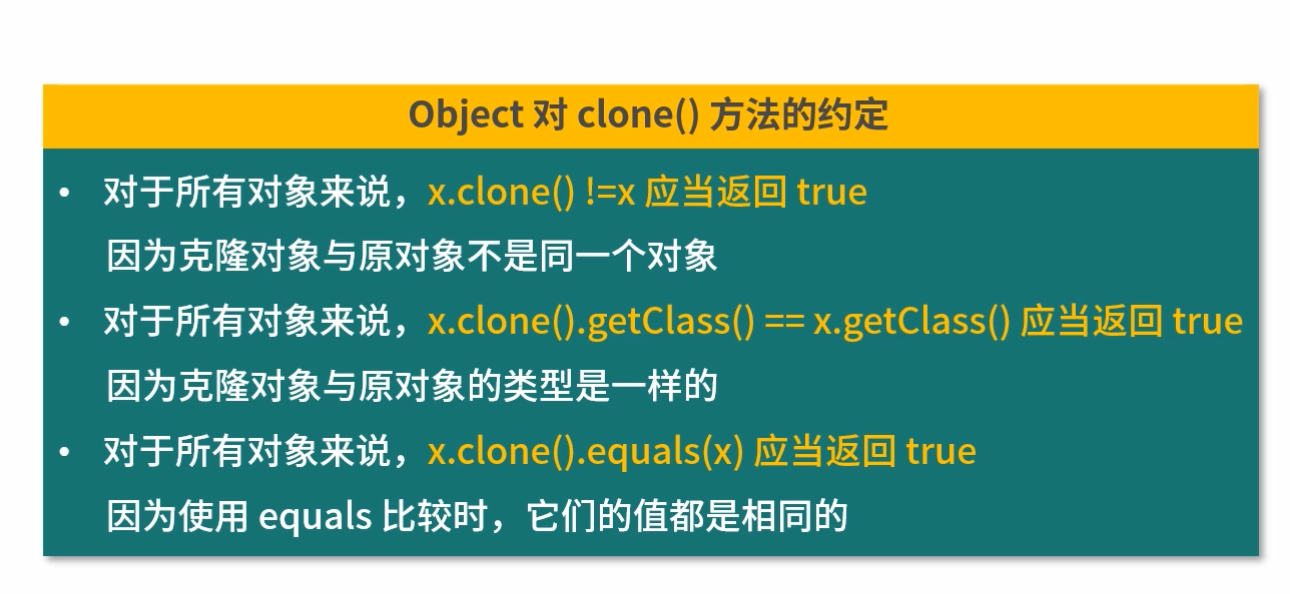 Object 对 clone() 方法的约定
• 对于所有对象来说，x.clone() !=x 应当返回 true
因为克隆对象与原对象不是同一个对象
• 对于所有对象来说，x.clone().getClass() == x.getClass() 应当返回 true
因为克隆对象与原对象的类型是一样的
• 对于所有对象来说，x.clone().equals(x) 应当返回 true
因为使用 equals 比较时，它们的值都是相同的